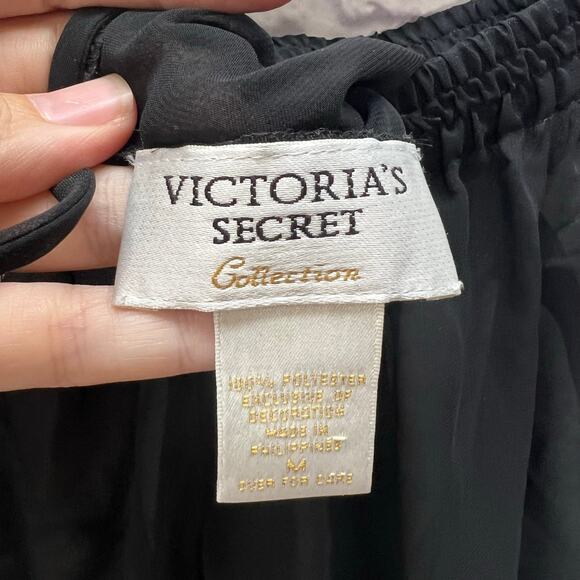 VICTORIA'S
SECRET
Collection
100% POLYESTER
EXCLUSIVE OF
DECORATION
MADE IN
PHILIPPINES
M
OVER FOR CARE